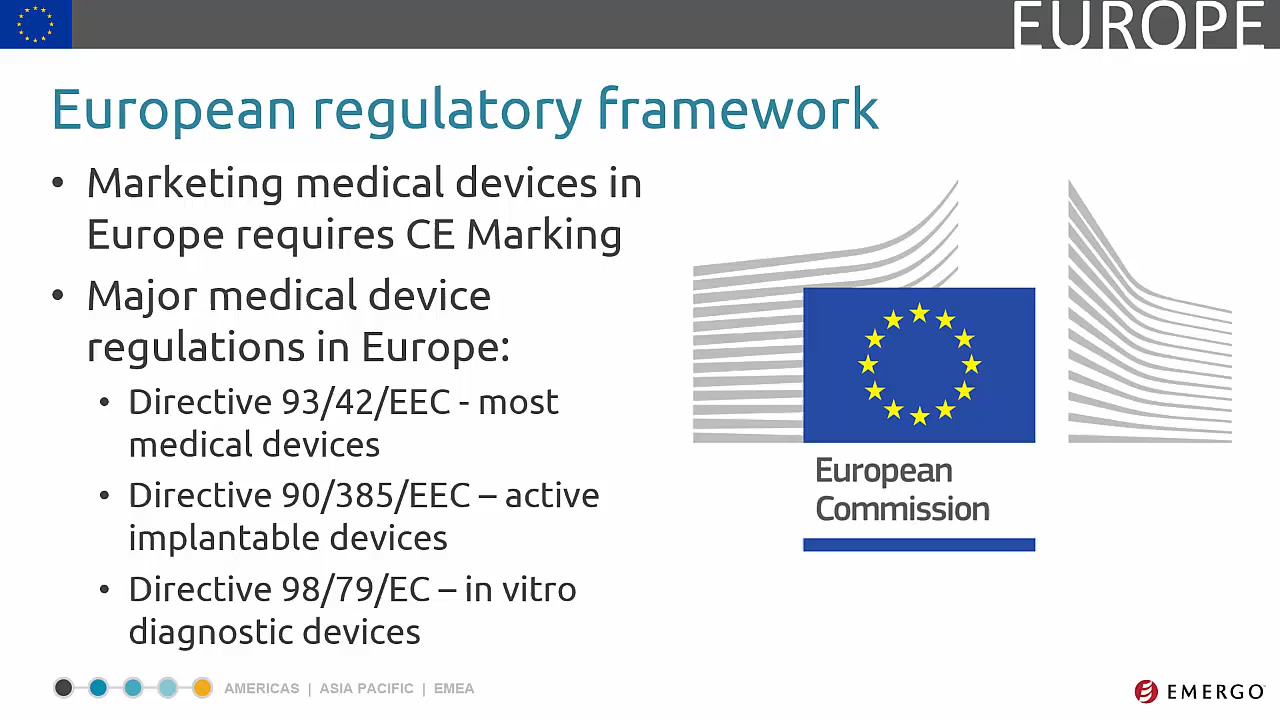 EUROPE
European regulatory framework
• Marketing medical devices in
Europe requires CE Marking
• Major medical device
regulations in Europe:
• Directive 93/42/EEC - most
medical devices
• Directive 90/385/EEC – active
implantable devices
• Directive 98/79/EC – in vitro
diagnostic devices
European
Commission
AMERICAS | ASIA PACIFIC | EMEA
EMERGO